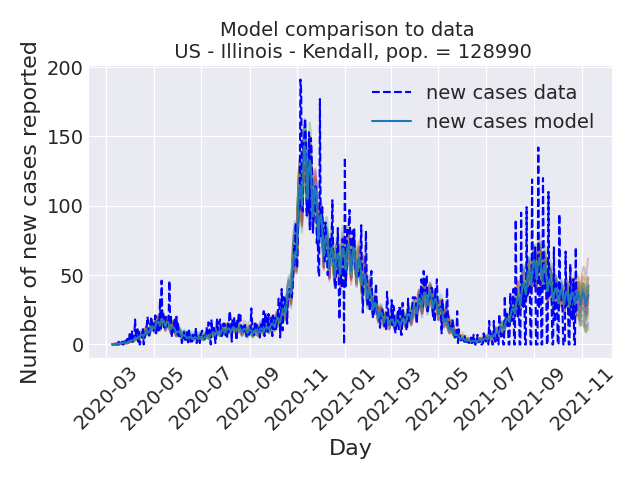 Model comparison to data
US - Illinois - Kendall, pop. = 128990
Number of new cases reported
200
150
100
50
0
new cases data
new cases model
2020-03
2020-05
2020-07
2020-09
2020-11
2021-01
2021-03
2021-05
2021-07
2021-09
2021-11
Day